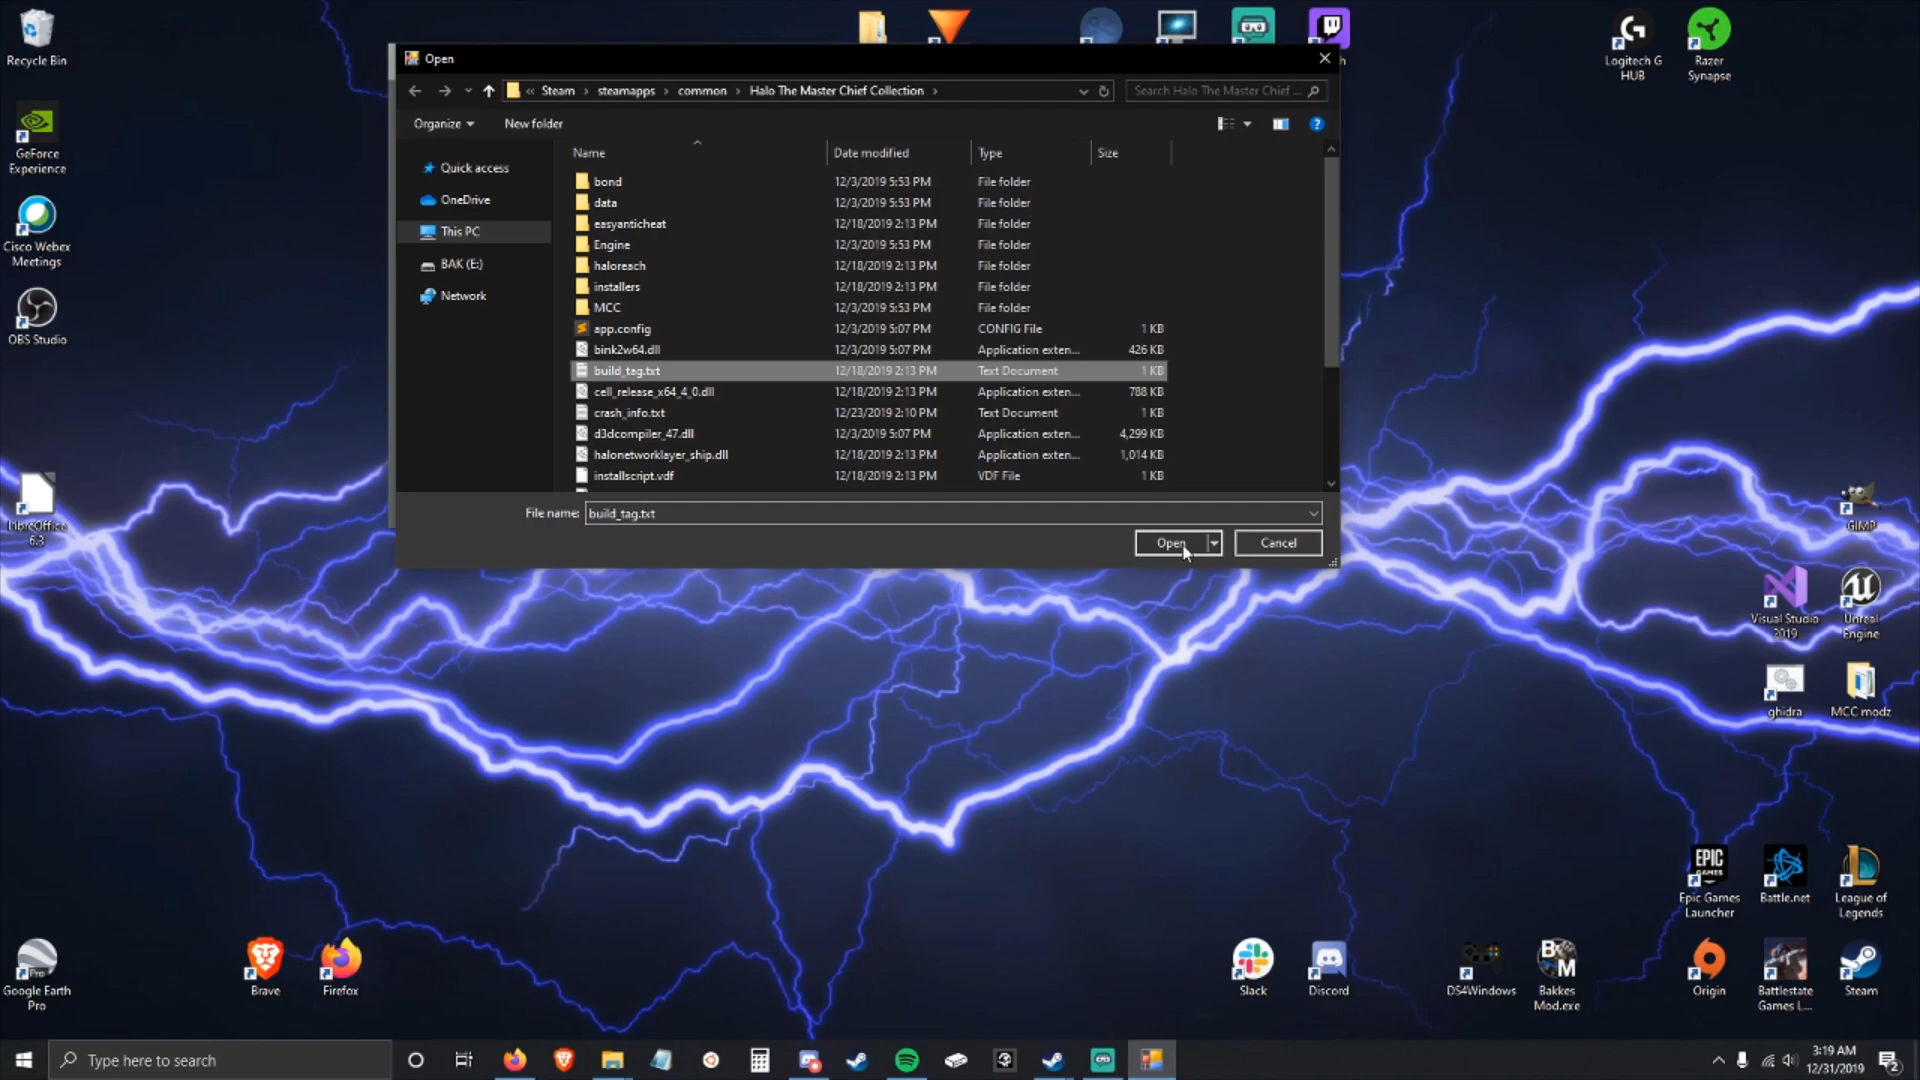 Recycle Bin
GeForce
Experience
Cisco Webex
Meetings
OBS Studio
LibreOffice
6.3
Google Earth
Pro
Brave
Firefox
Logitech G
HUB
Razer
Synapse
Open
« Steam › steamapps › common › Halo The Master Chief Collection ›
Search Halo The Master Chief ...
Organize
New folder
Name
Date modified
Type
Size
Quick access
OneDrive
This PC
BAK (E:)
Network
bond 12/3/2019 5:53 PM File folder
data 12/3/2019 5:53 PM File folder
easyanticheat 12/18/2019 2:13 PM File folder
Engine 12/3/2019 5:53 PM File folder
haloreach 12/18/2019 2:13 PM File folder
installers 12/18/2019 2:13 PM File folder
MCC 12/3/2019 5:53 PM File folder
app.config 12/3/2019 5:07 PM CONFIG File 1 KB
bink2w64.dll 12/3/2019 5:07 PM Application exten... 426 KB
build_tag.txt 12/18/2019 2:13 PM Text Document 1 KB
cell_release_x64_4_0.dll 12/18/2019 2:13 PM Application exten... 788 KB
crash_info.txt 12/23/2019 2:10 PM Text Document 1 KB
d3dcompiler_47.dll 12/3/2019 5:07 PM Application exten... 4,299 KB
halonetworklayer_ship.dll 12/18/2019 2:13 PM Application exten... 1,014 KB
installscript.vdf 12/18/2019 2:13 PM VDF File 1 KB
File name: build_tag.txt
Open
Cancel
GIMP
Visual Studio
2019
Unreal
Engine
ghidra
MCC modz
EPIC
GAMES
Epic Games
Launcher
Battle.net
League of
Legends
Slack
Discord
DS4Windows
BM
Bakkes
Mod.exe
Origin
Battlestate
Games L...
Steam
Type here to search
3:19 AM
12/31/2019
2